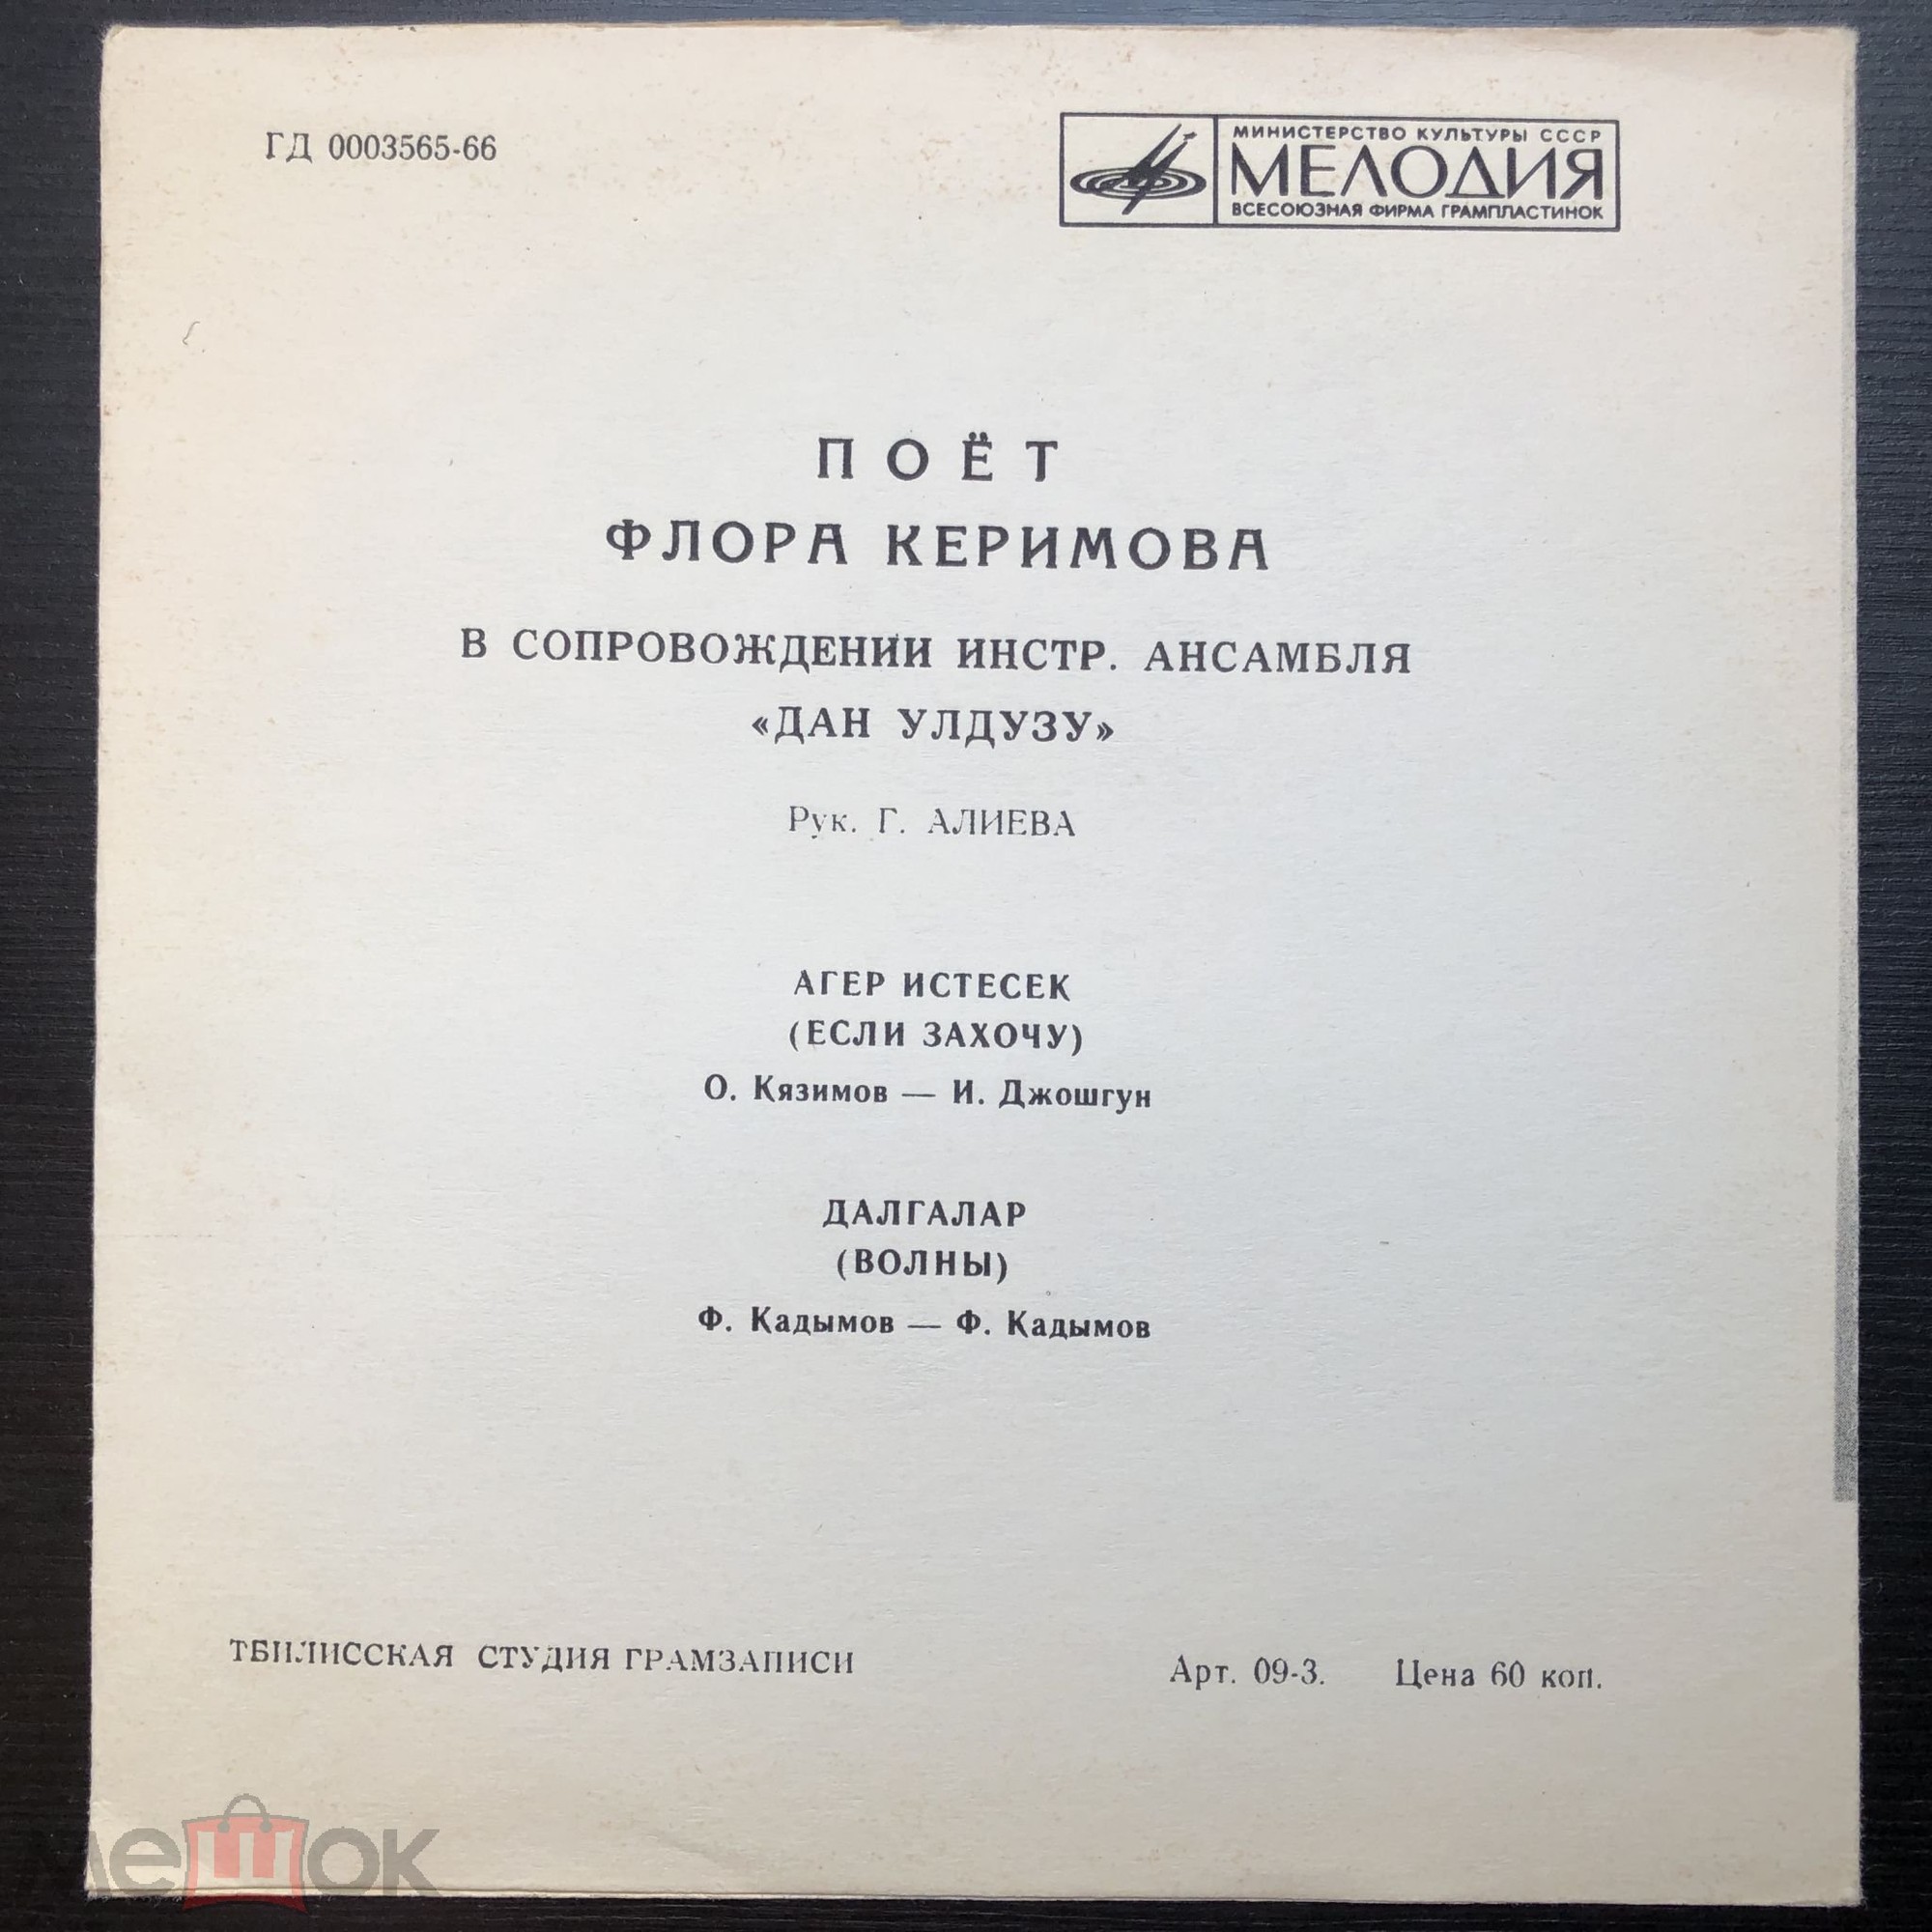 ГД 0003565-66
МИНИСТЕРСТВО КУЛЬТУРЫ СССР
МЕЛОДИЯ
ВСЕСОЮЗНАЯ ФИРМА ГРАМПЛАСТИНОК
ПОЁТ
ФЛОРА КЕРИМОВА
В СОПРОВОЖДЕНИИ ИНСТР. АНСАМБЛЯ
«ДАН УЛДУЗУ»
Рук. Г. АЛИЕВА
АГЕР ИСТЕСЕК
(ЕСЛИ ЗАХОЧУ)
О. Кязимов — И. Джошгун
ДАЛГАЛАР
(ВОЛНЫ)
Ф. Кадымов — Ф. Кадымов
ТБИЛИССКАЯ СТУДИЯ ГРАМЗАПИСИ
Арт. 09-3. Цена 60 коп.
мешок